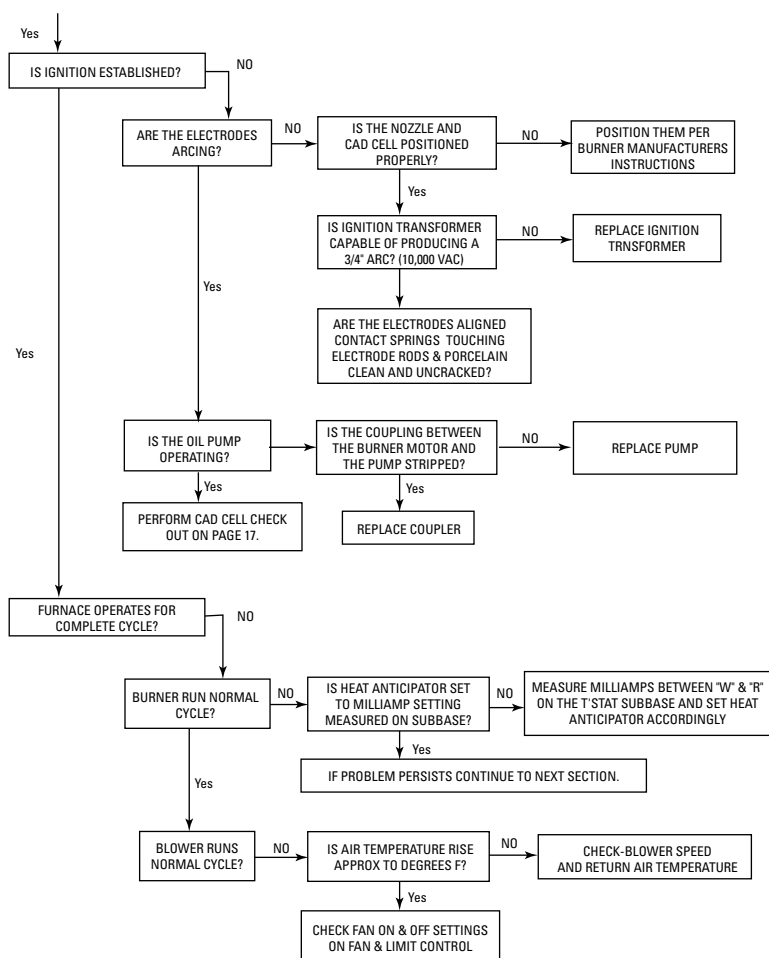 Yes
IS IGNITION ESTABLISHED?
NO
ARE THE ELECTRODES
ARCING?
NO
IS THE NOZZLE AND
CAD CELL POSITIONED
PROPERLY?
NO
POSITION THEM PER
BURNER MANUFACTURERS
INSTRUCTIONS
Yes
IS IGNITION TRANSFORMER
CAPABLE OF PRODUCING A
3/4" ARC? (10,000 VAC)
NO
REPLACE IGNITION
TRNSFORMER
Yes
ARE THE ELECTRODES ALIGNED
CONTACT SPRINGS TOUCHING
ELECTRODE RODS & PORCELAIN
CLEAN AND UNCRACKED?
Yes
Yes
IS THE OIL PUMP
OPERATING?
IS THE COUPLING BETWEEN
THE BURNER MOTOR AND
THE PUMP STRIPPED?
NO
REPLACE PUMP
Yes
PERFORM CAD CELL CHECK
OUT ON PAGE 17.
Yes
REPLACE COUPLER
FURNACE OPERATES FOR
COMPLETE CYCLE?
NO
BURNER RUN NORMAL
CYCLE?
NO
IS HEAT ANTICIPATOR SET
TO MILLIAMP SETTING
MEASURED ON SUBBASE?
NO
MEASURE MILLIAMPS BETWEEN "W" & "R"
ON THE T'STAT SUBBASE AND SET HEAT
ANTICIPATOR ACCORDINGLY
Yes
IF PROBLEM PERSISTS CONTINUE TO NEXT SECTION.
Yes
BLOWER RUNS
NORMAL CYCLE?
NO
IS AIR TEMPERATURE RISE
APPROX TO DEGREES F?
NO
CHECK-BLOWER SPEED
AND RETURN AIR TEMPERATURE
Yes
CHECK FAN ON & OFF SETTINGS
ON FAN & LIMIT CONTROL